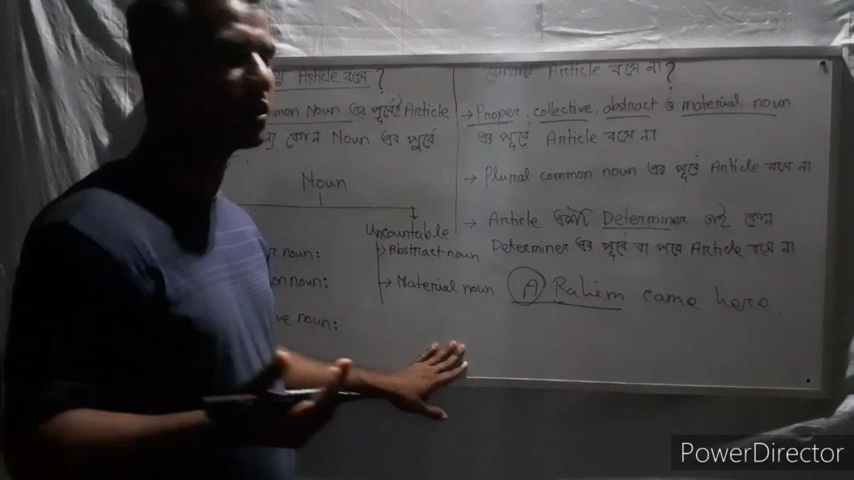 Article বসে?
কোথায় Article বসে না?
mmon Noun এর পূর্বেই Article
কোন Noun এর পূর্বে
→ Proper, collective, abstract ও material noun
এর পূর্বে Article বসে না
Noun
→ Plural common noun এর পূর্বে Article বসে না
Uncountable
→ Abstract noun
→ Material noun
noun:
on noun:
ve noun:
→ Article একটি Determiner তাই কোন
Determiner এর পূর্বে বা পরে Article বসে না
A Rahim came here.
PowerDirector